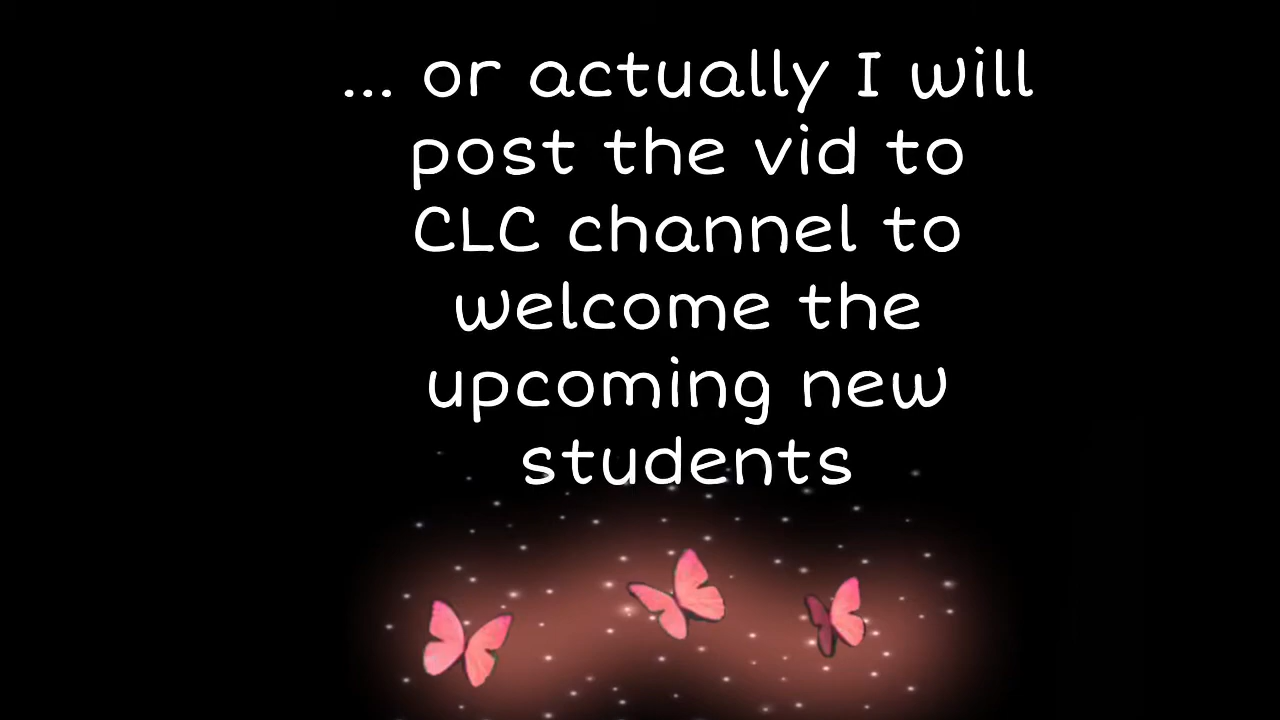 ... or actually I will
post the vid to
CLC channel to
welcome the
upcoming new
students